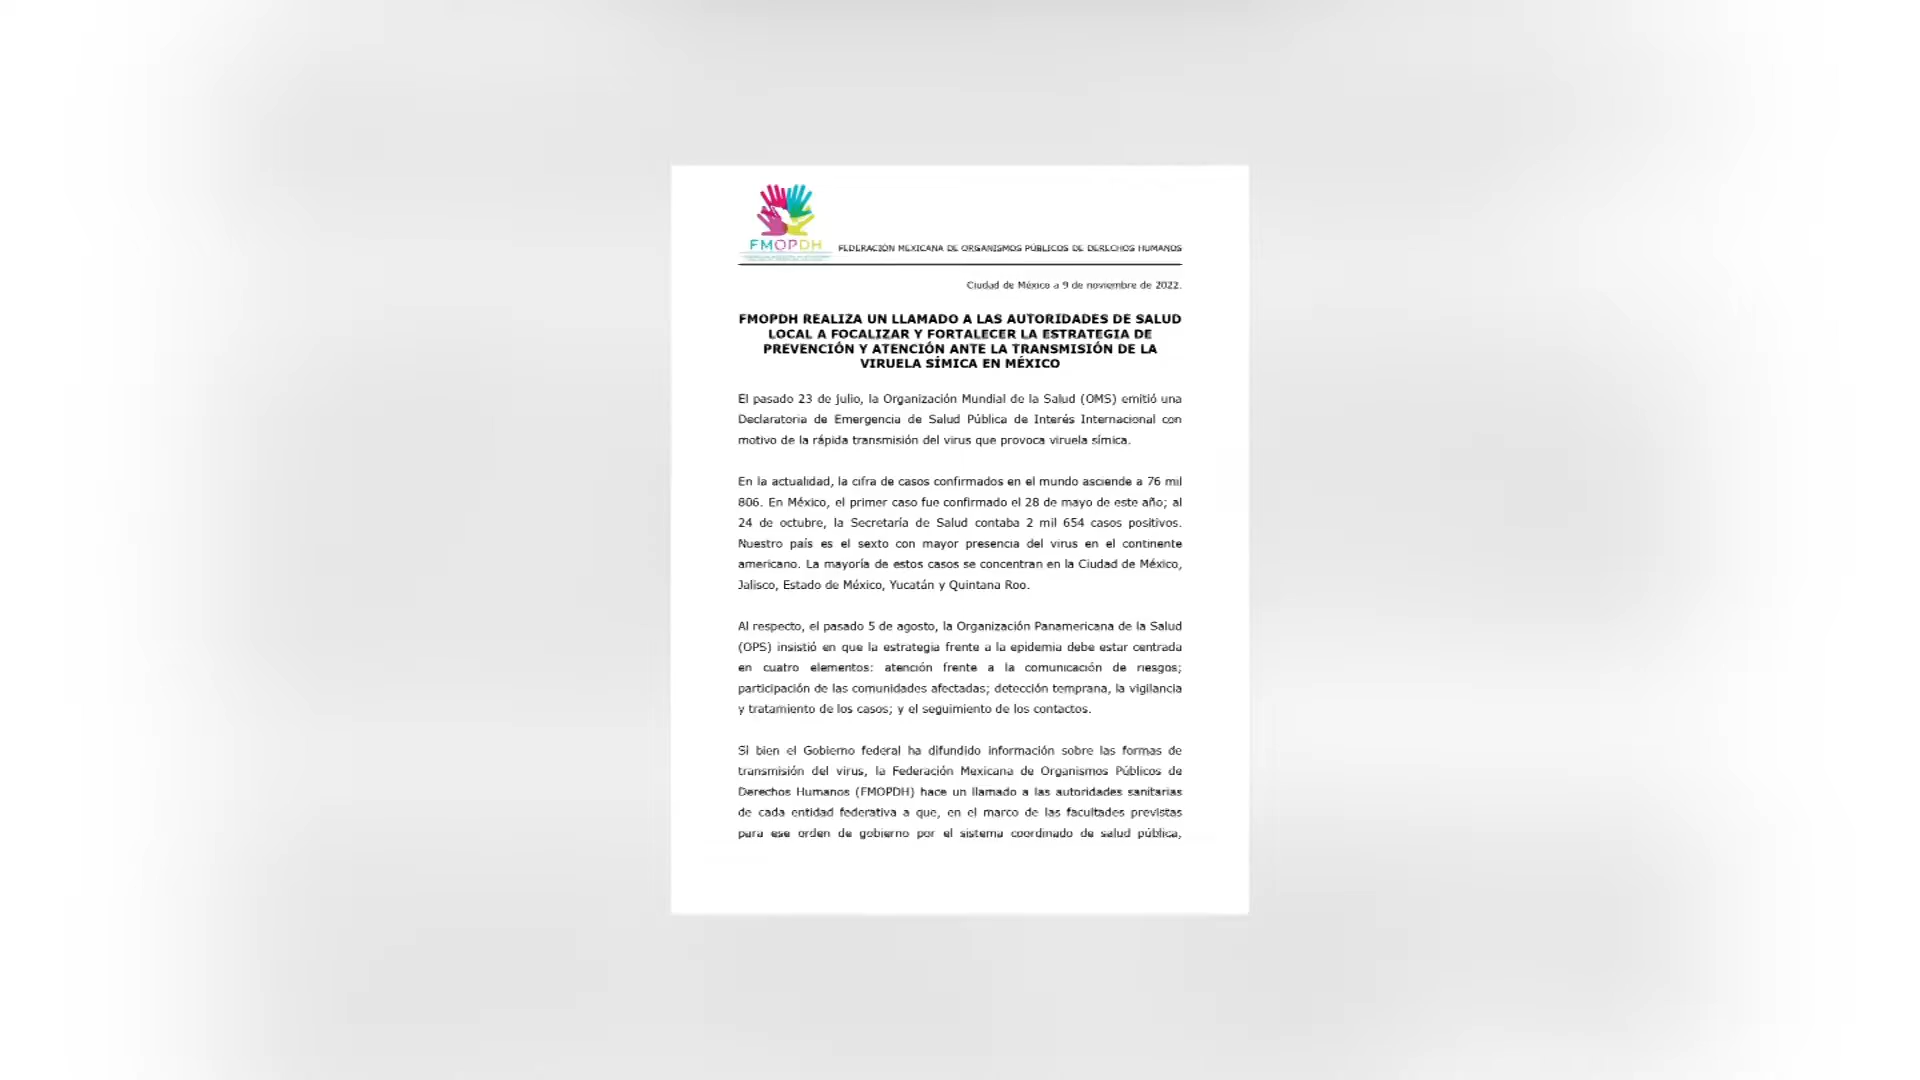 FMOPDH
FEDERACIÓN MEXICANA DE ORGANISMOS PÚBLICOS DE DERECHOS HUMANOS
Ciudad de México a 9 de noviembre de 2022.
FMOPDH REALIZA UN LLAMADO A LAS AUTORIDADES DE SALUD
LOCAL A FOCALIZAR Y FORTALECER LA ESTRATEGIA DE
PREVENCIÓN Y ATENCIÓN ANTE LA TRANSMISIÓN DE LA
VIRUELA SÍMICA EN MÉXICO
El pasado 23 de julio, la Organización Mundial de la Salud (OMS) emitió una
Declaratoria de Emergencia de Salud Pública de Interés Internacional con
motivo de la rápida transmisión del virus que provoca viruela símica.
En la actualidad, la cifra de casos confirmados en el mundo asciende a 76 mil
806. En México, el primer caso fue confirmado el 28 de mayo de este año; al
24 de octubre, la Secretaría de Salud contaba 2 mil 654 casos positivos.
Nuestro país es el sexto con mayor presencia del virus en el continente
americano. La mayoría de estos casos se concentran en la Ciudad de México,
Jalisco, Estado de México, Yucatán y Quintana Roo.
Al respecto, el pasado 5 de agosto, la Organización Panamericana de la Salud
(OPS) insistió en que la estrategia frente a la epidemia debe estar centrada
en cuatro elementos: atención frente a la comunicación de riesgos;
participación de las comunidades afectadas; detección temprana, la vigilancia
y tratamiento de los casos; y el seguimiento de los contactos.
Si bien el Gobierno federal ha difundido información sobre las formas de
transmisión del virus, la Federación Mexicana de Organismos Públicos de
Derechos Humanos (FMOPDH) hace un llamado a las autoridades sanitarias
de cada entidad federativa a que, en el marco de las facultades previstas
para ese orden de gobierno por el sistema coordinado de salud pública,